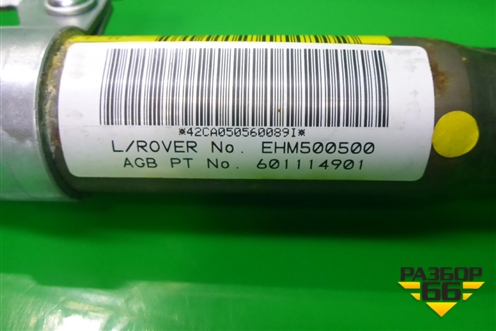 *42CA050560089I*
L/ROVER No. EHM500500
AGB PT No. 601114901
РАЗБОР
66